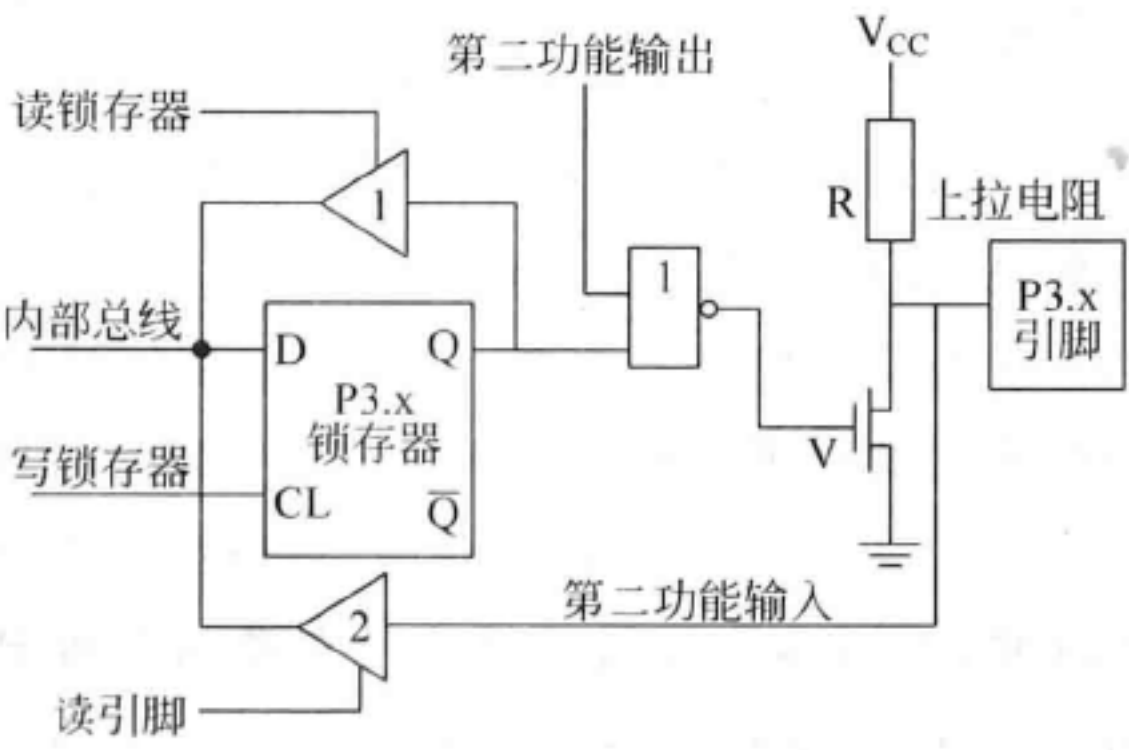 第二功能输出
V_CC
读锁存器
1
R
上拉电阻
1
P3.x
引脚
内部总线
D
Q
P3.x
锁存器
写锁存器
CL
Q̅
V
第二功能输入
2
读引脚